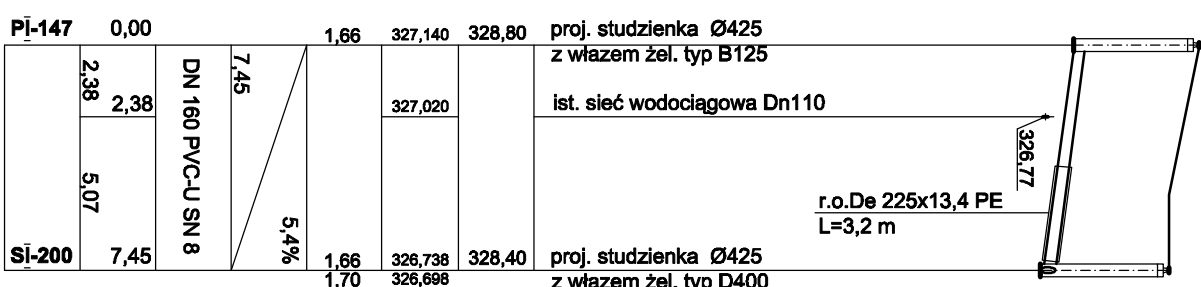 PI-147 0,00 1,66 327,140 328,80 proj. studzienka Ø425
z włazem żel. typ B125
2,38
2,38
DN 160 PVC-U SN 8
7,45
327,020 ist. sieć wodociągowa Dn110
326,77
5,07
5,4%
r.o.De 225x13,4 PE
L=3,2 m
SI-200 7,45 1,66 326,738 328,40 proj. studzienka Ø425
1,70 326,698 z włazem żel. typ D400